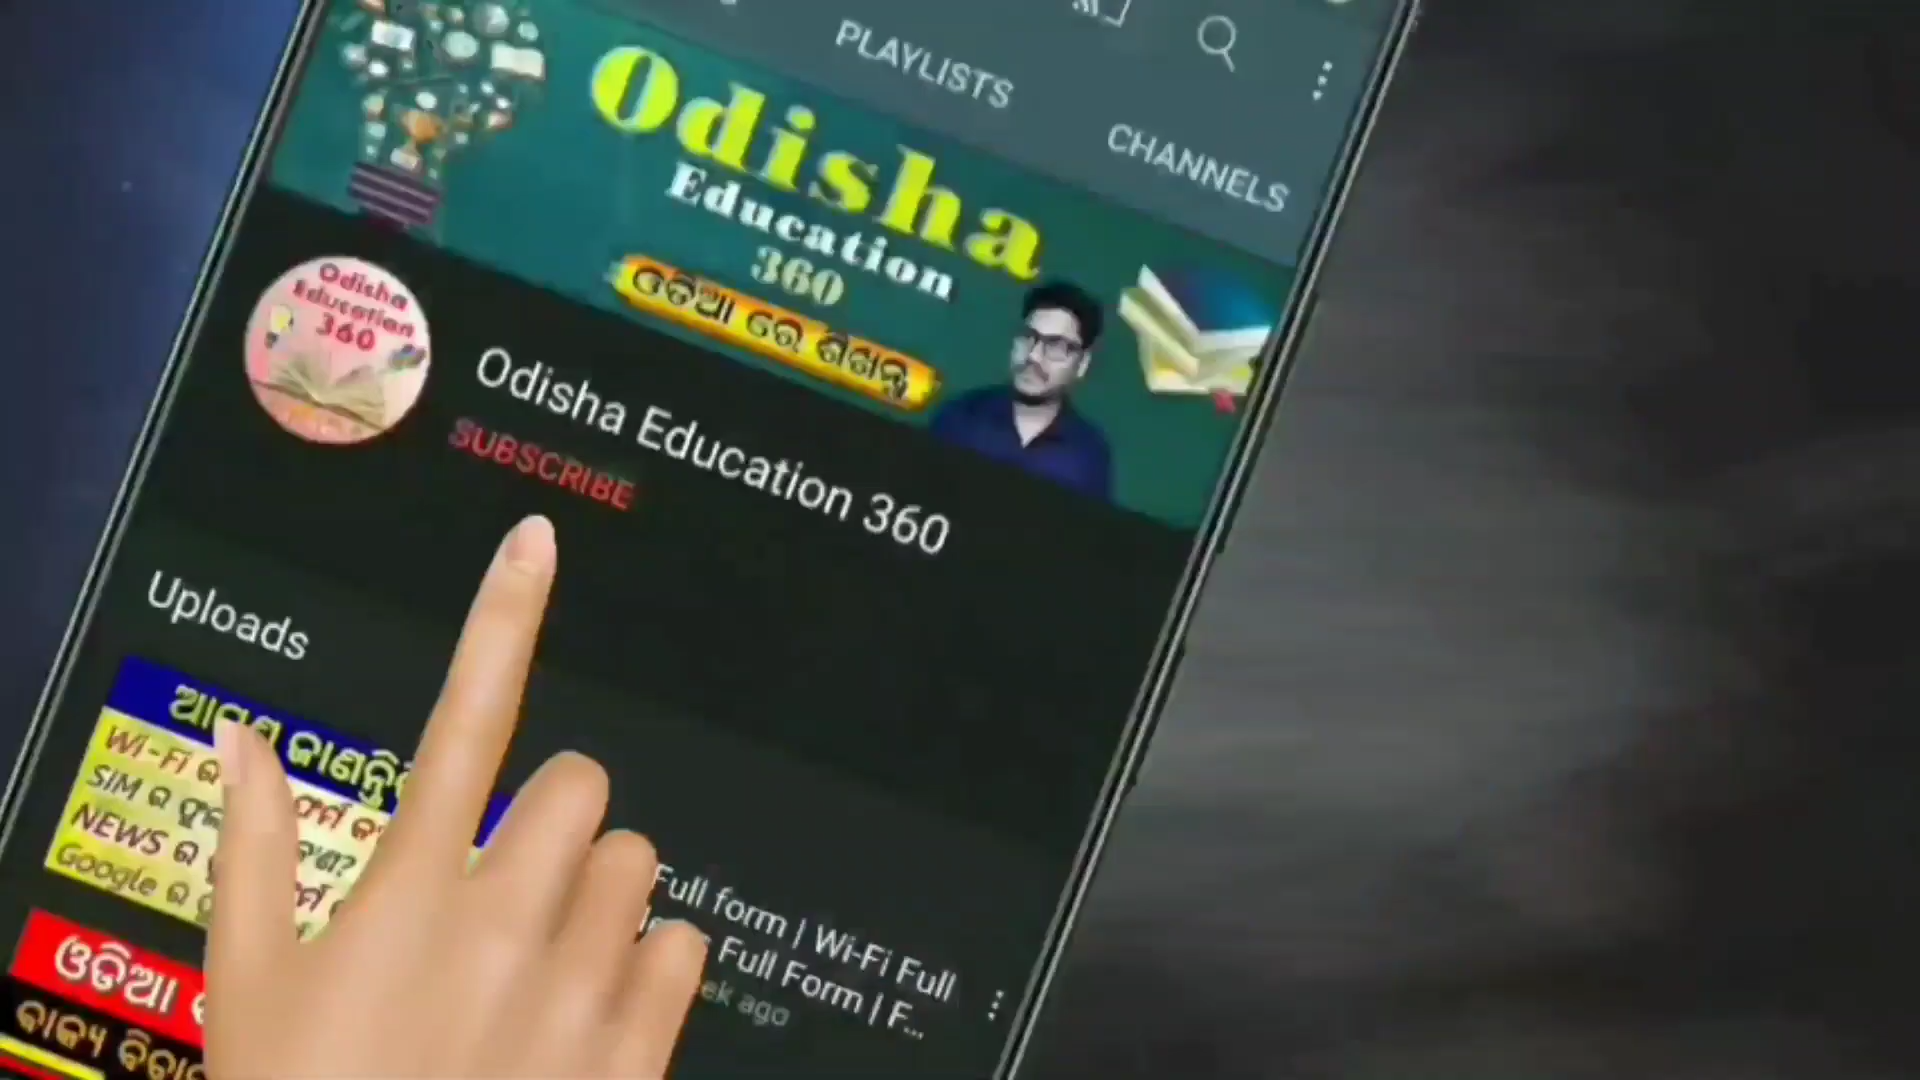 PLAYLISTS
CHANNELS
Odisha
Education
360
ଓଡିଆ ରେ ଶିଖନ୍ତୁ
Odisha
Education
360
Odisha Education 360
SUBSCRIBE
Uploads
Wi-Fi ର
SIM ର
NEWS ର
Google ର
Full form | Wi-Fi Full
Full Form | F...
ago
ଓଡିଆ
ବାକ୍ୟ